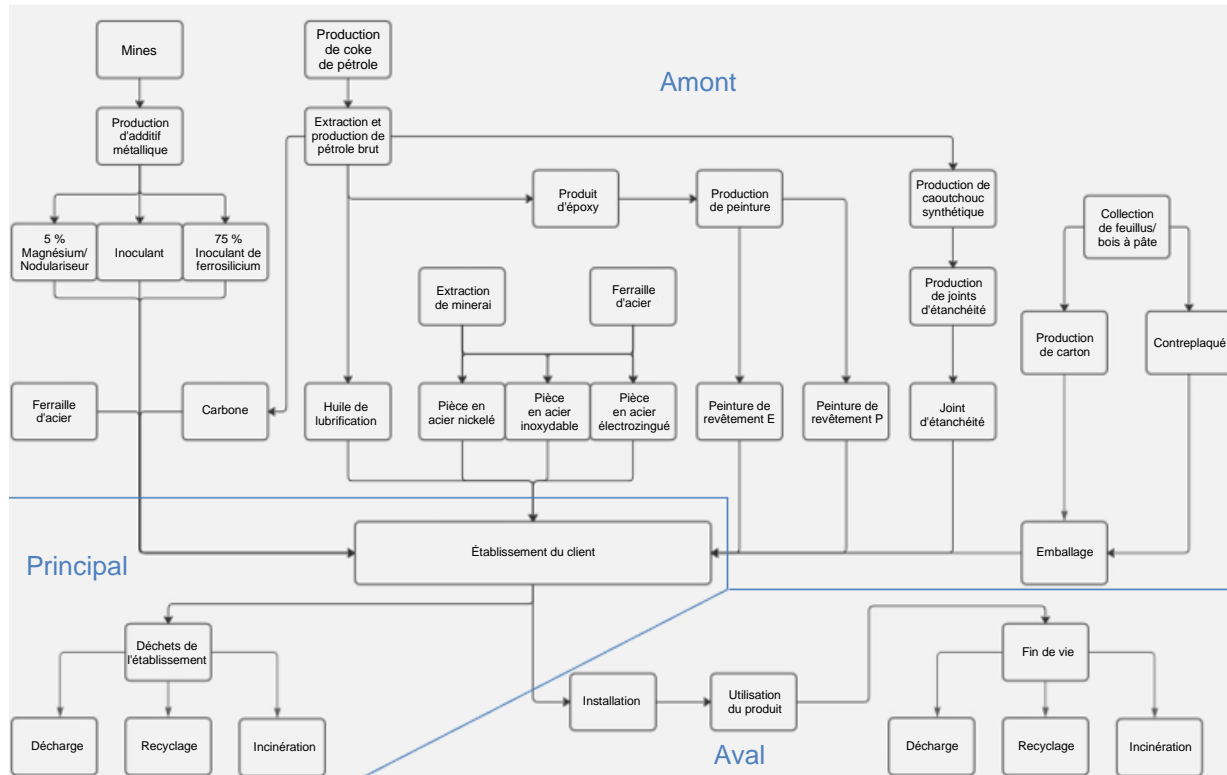 Mines
Production
de coke
de pétrole
Amont
Production
d'additif
métallique
Extraction et
production de
pétrole brut
Produit
d'époxy
Production
de peinture
Production de
caoutchouc
synthétique
Collection
de feuillus/
bois à pâte
5 %
Magnésium/
Nodulariseur
Inoculant
75 %
Inoculant de
ferrosilicium
Extraction
de minerai
Ferraille
d'acier
Production
de joints
d'étanchéité
Production
de carton
Contreplaqué
Ferraille
d'acier
Carbone
Huile de
lubrification
Pièce en
acier nickelé
Pièce
en acier
inoxydable
Pièce
en acier
électrozingué
Peinture de
revêtement E
Peinture de
revêtement P
Joint
d'étanchéité
Principal
Établissement du client
Emballage
Déchets de
l'établissement
Fin de vie
Installation
Utilisation
du produit
Décharge
Recyclage
Incinération
Aval
Décharge
Recyclage
Incinération